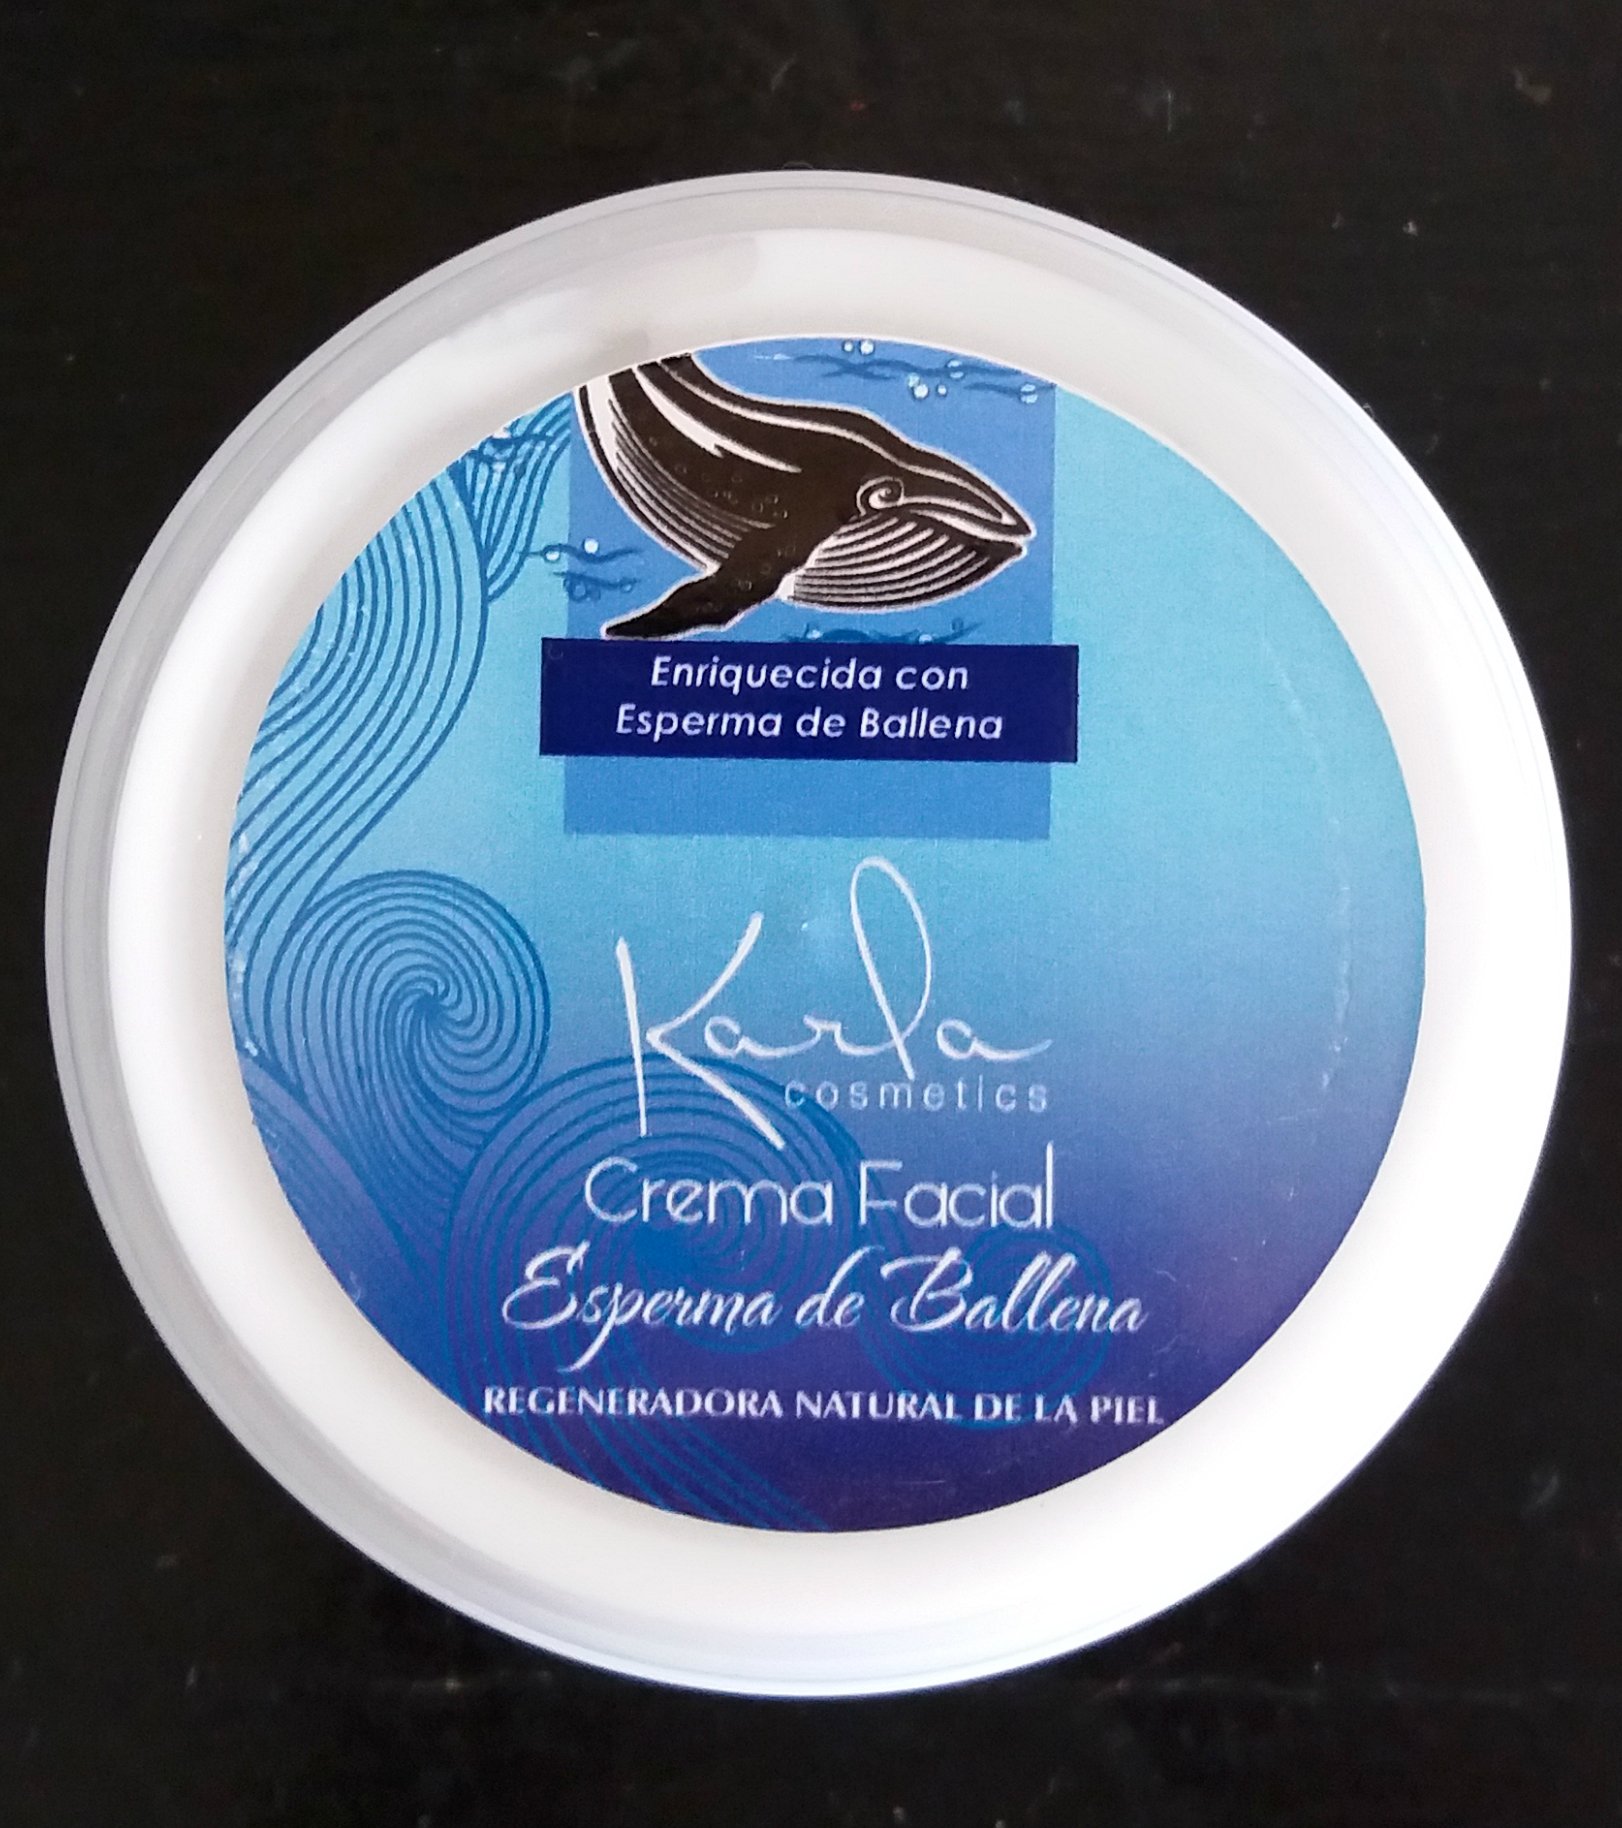 Enriquecida con
Esperma de Ballena
Karla
cosmetics
Crema Facial
Esperma de Ballena
REGENERADORA NATURAL DE LA PIEL